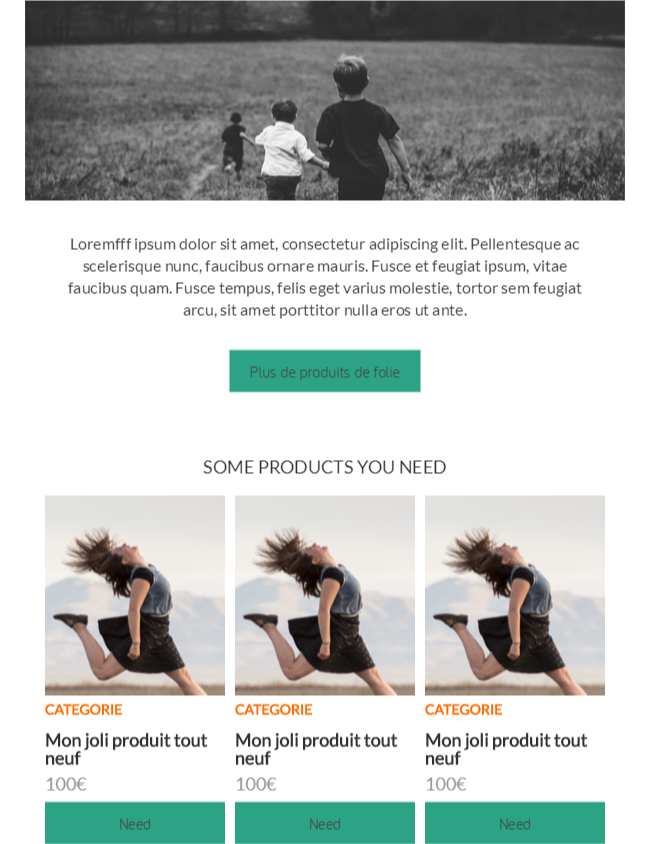 Loremfff ipsum dolor sit amet, consectetur adipiscing elit. Pellentesque ac
scelerisque nunc, faucibus ornare mauris. Fusce et feugiat ipsum, vitae
faucibus quam. Fusce tempus, felis eget varius molestie, tortor sem feugiat
arcu, sit amet porttitor nulla eros ut ante.
Plus de produits de folie
SOME PRODUCTS YOU NEED
CATEGORIE
Mon joli produit tout
neuf
100€
Need
CATEGORIE
Mon joli produit tout
neuf
100€
Need
CATEGORIE
Mon joli produit tout
neuf
100€
Need